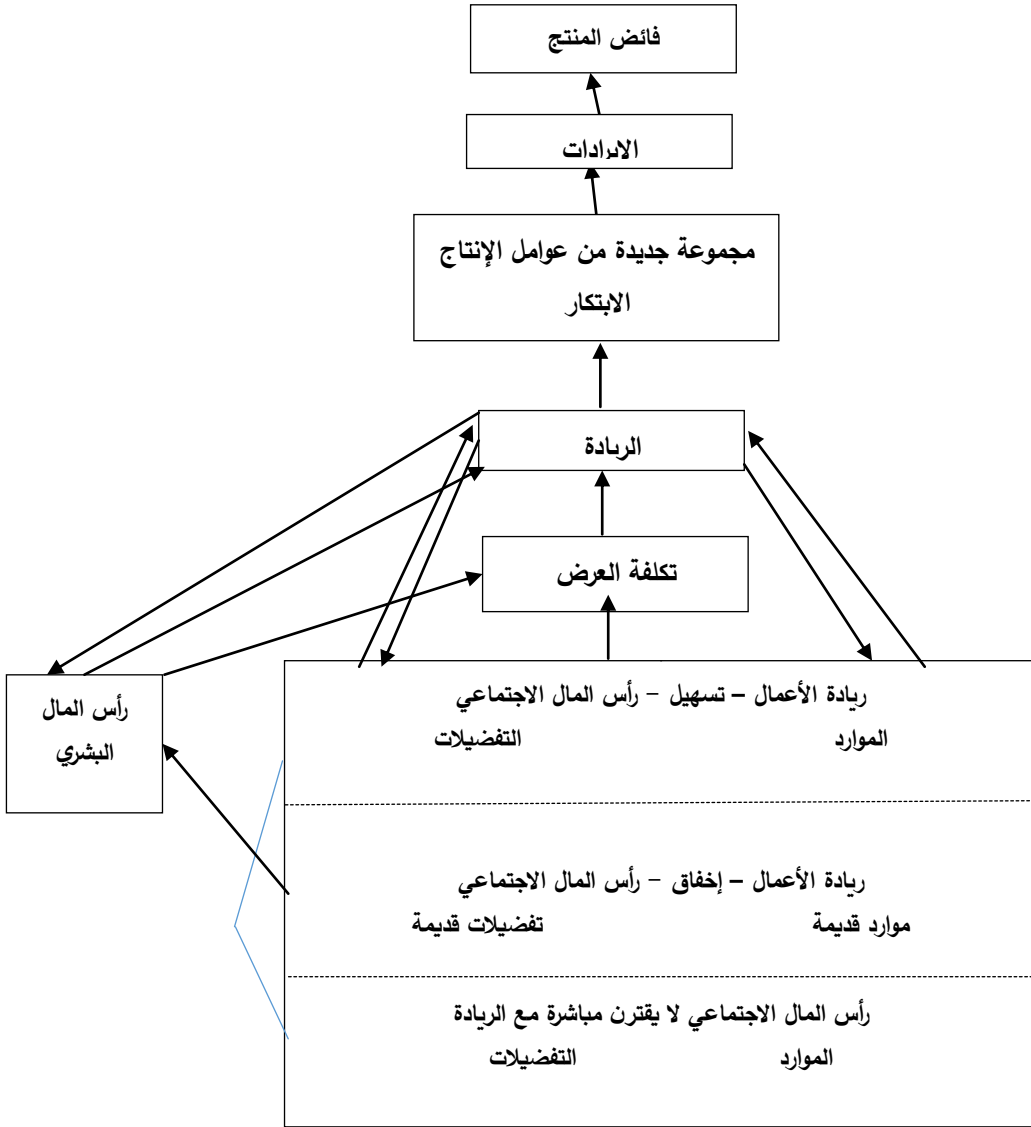 فائض المنتج
الايرادات
مجموعة جديدة من عوامل الإنتاج
الابتكار
الريادة
تكلفة العرض
رأس المال
البشري
ريادة الأعمال – تسهيل – رأس المال الاجتماعي
الموارد التفضيلات
ريادة الأعمال – إخفاق – رأس المال الاجتماعي
موارد قديمة تفضيلات قديمة
رأس المال الاجتماعي لا يقترن مباشرة مع الريادة
الموارد التفضيلات